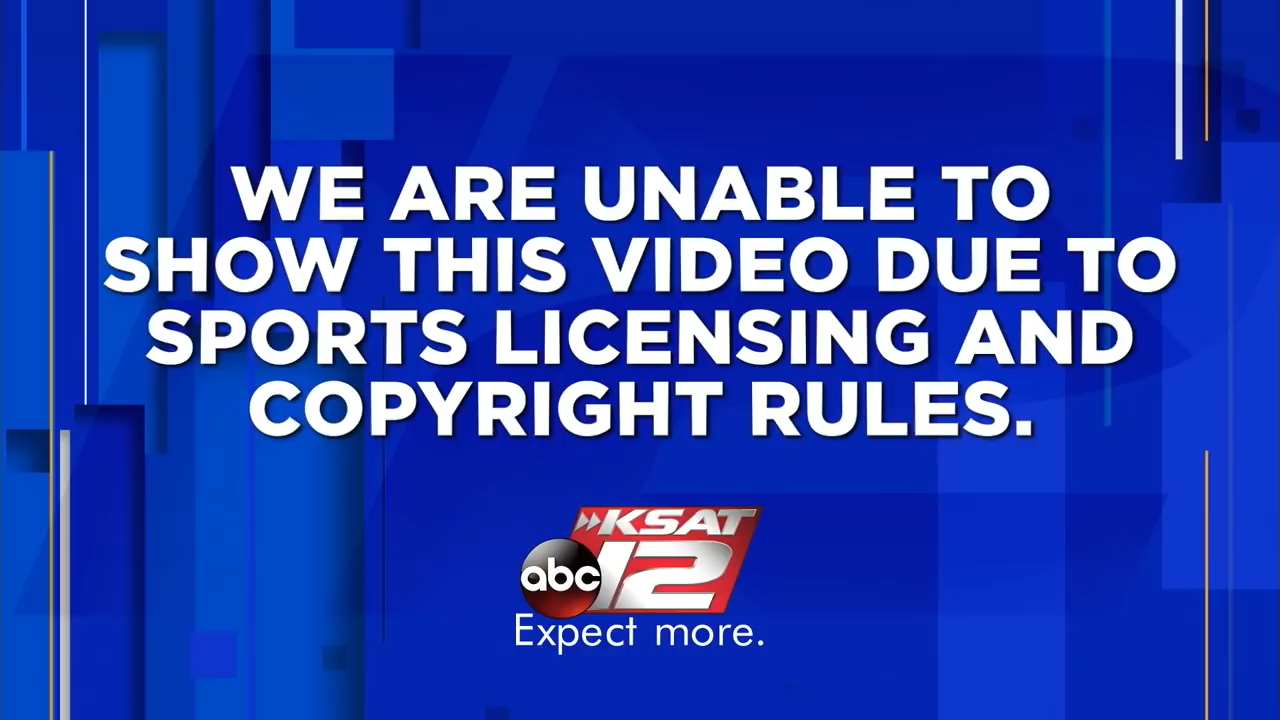 WE ARE UNABLE TO
SHOW THIS VIDEO DUE TO
SPORTS LICENSING AND
COPYRIGHT RULES.
KSAT
abc 12
Expect more.